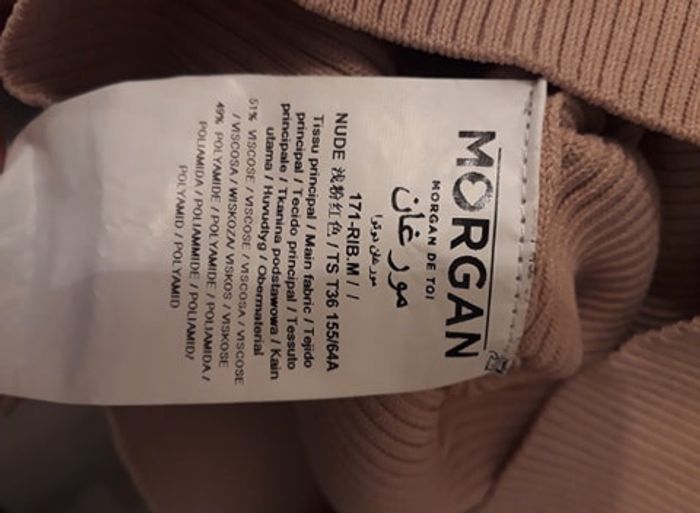 MORGAN
MORGAN DE TOI
مورغان
مورغان دوتوا
171-RIB.M / /
NUDE 浅粉红色 / TS T36 155/64A
Tissu principal / Main fabric / Tejido
principal / Tecido principal / Tessuto
principale / Tkanina podstawowa / Kain
utama / Huvudtyg / Obermaterial
51% VISCOSE / VISCOSE / VISCOSA / VISCOSE
/ VISCOSA / WISKOZA / VISKOS / VISKOSE
49% POLYAMIDE / POLYAMIDE / POLIAMIDA /
POLIAMIDA / POLIAMMIDE / POLIAMID /
POLYAMID / POLYAMID